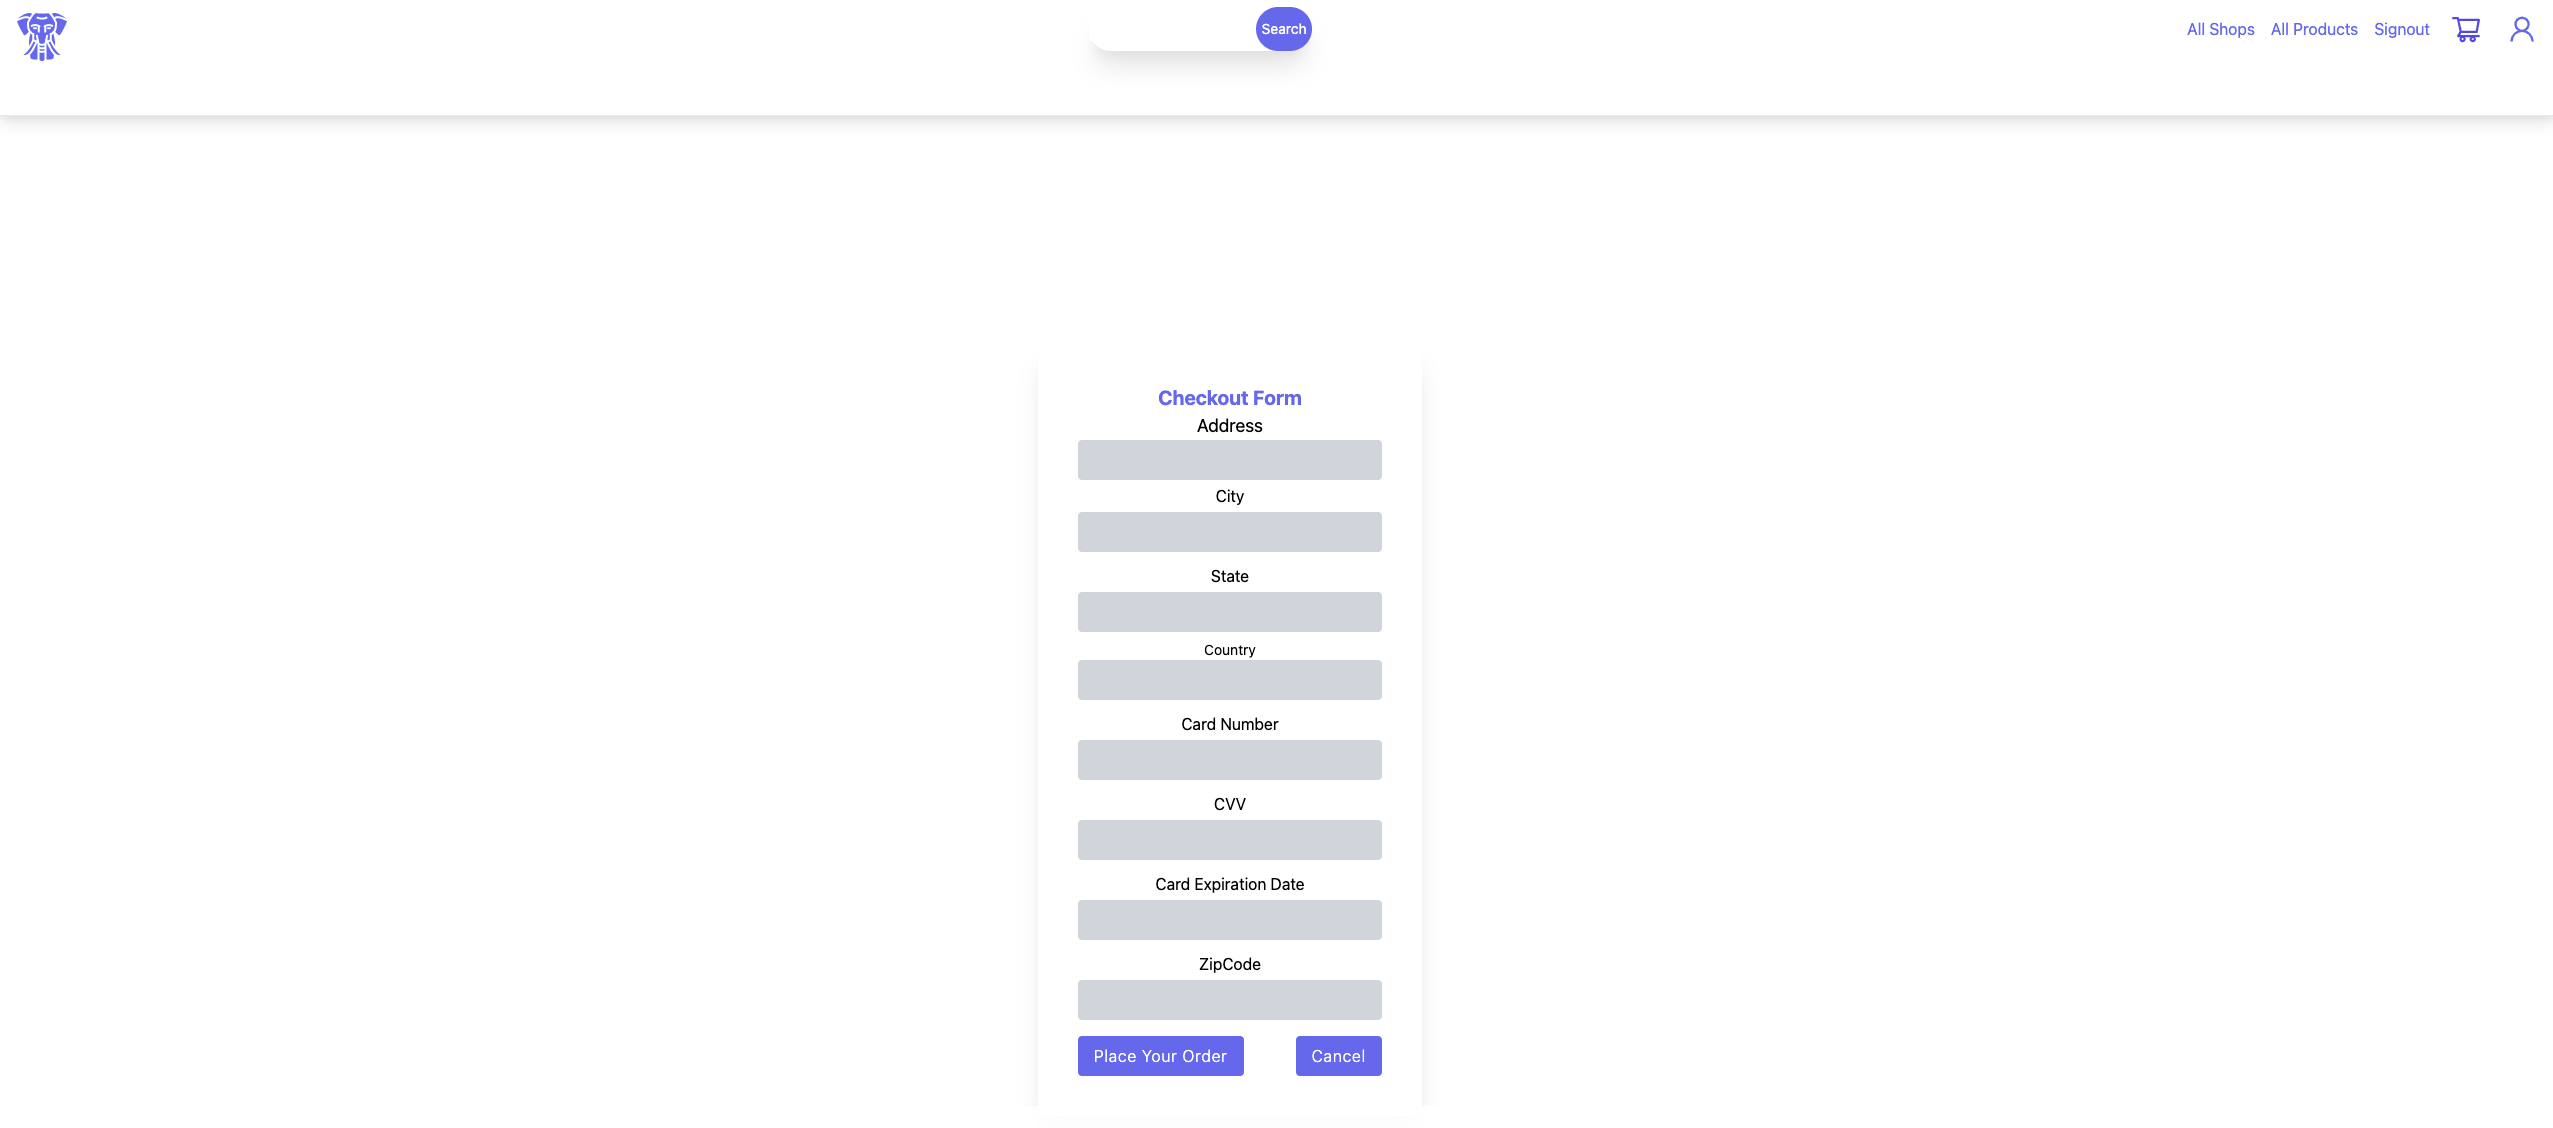 Search
All Shops
All Products
Signout
Checkout Form
Address
City
State
Country
Card Number
CVV
Card Expiration Date
ZipCode
Place Your Order
Cancel